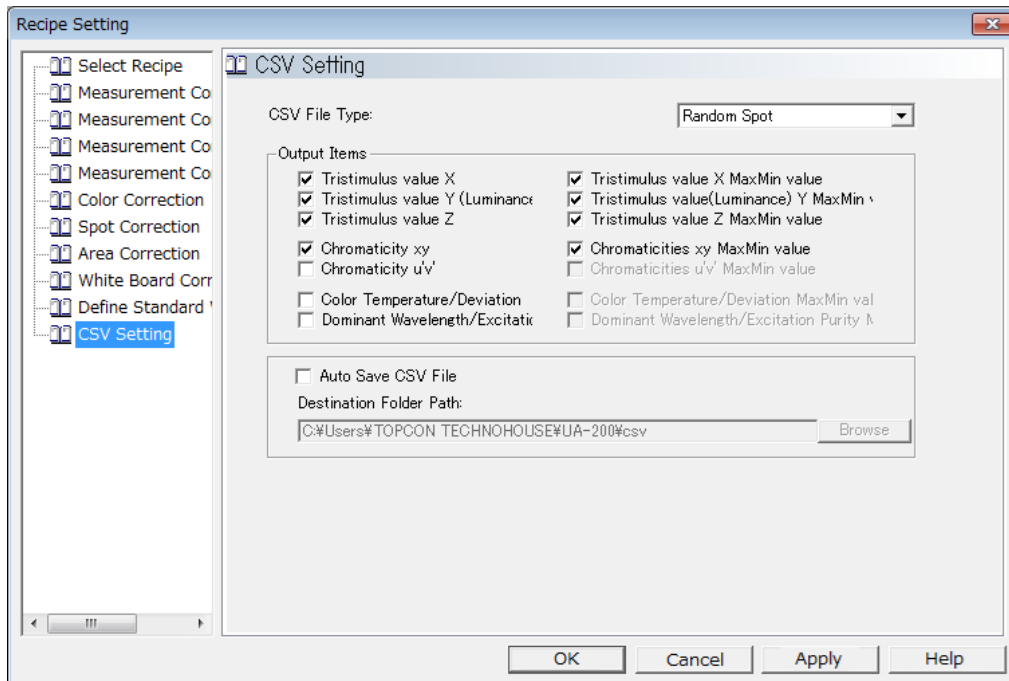 Recipe Setting
Select Recipe
Measurement Co
Measurement Co
Measurement Co
Measurement Co
Color Correction
Spot Correction
Area Correction
White Board Corr
Define Standard
CSV Setting
CSV Setting
CSV File Type:
Random Spot
Output Items
Tristimulus value X
Tristimulus value X MaxMin value
Tristimulus value Y (Luminance
Tristimulus value(Luminance) Y MaxMin
Tristimulus value Z
Tristimulus value Z MaxMin value
Chromaticity xy
Chromaticities xy MaxMin value
Chromaticity u'v'
Chromaticities u'v' MaxMin value
Color Temperature/Deviation
Color Temperature/Deviation MaxMin val
Dominant Wavelength/Excitatio
Dominant Wavelength/Excitation Purity M
Auto Save CSV File
Destination Folder Path:
C:¥Users¥TOPCON TECHNOHOUSE¥UA-200¥csv
Browse
OK
Cancel
Apply
Help